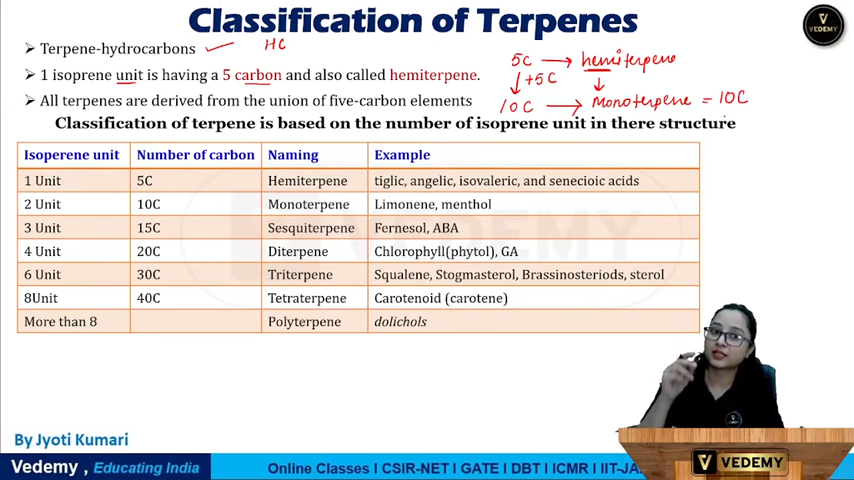 Classification of Terpenes
VEDEMY
➢ Terpene-hydrocarbons
HC
➢ 1 isoprene unit is having a 5 carbon and also called hemiterpene.
➢ All terpenes are derived from the union of five-carbon elements
5C → hemiterpene
↓ +5C ↓
10C → Monoterpene = 10C
Classification of terpene is based on the number of isoprene unit in there structure
Isoperene unit Number of carbon Naming Example
1 Unit 5C Hemiterpene tiglic, angelic, isovaleric, and senecioic acids
2 Unit 10C Monoterpene Limonene, menthol
3 Unit 15C Sesquiterpene Fernesol, ABA
4 Unit 20C Diterpene Chlorophyll(phytol), GA
6 Unit 30C Triterpene Squalene, Stogmasterol, Brassinosteriods, sterol
8Unit 40C Tetraterpene Carotenoid (carotene)
More than 8 Polyterpene dolichols
VEDEMY
By Jyoti Kumari
VEDEMY
Vedemy , Educating India
Online Classes I CSIR-NET I GATE I DBT I ICMR I IIT-JA